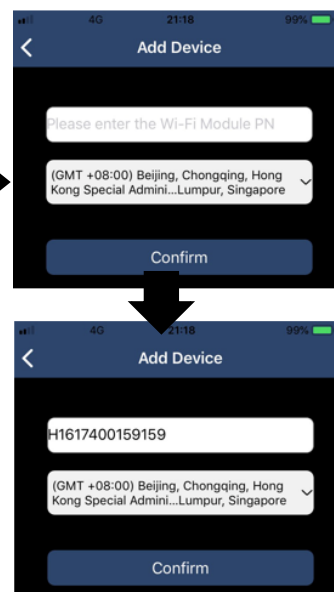 4G 21:18 99%
Add Device
Please enter the Wi-Fi Module PN
(GMT +08:00) Beijing, Chongqing, Hong
Kong Special Admini...Lumpur, Singapore
Confirm
4G 21:18 99%
Add Device
H1617400159159
(GMT +08:00) Beijing, Chongqing, Hong
Kong Special Admini...Lumpur, Singapore
Confirm